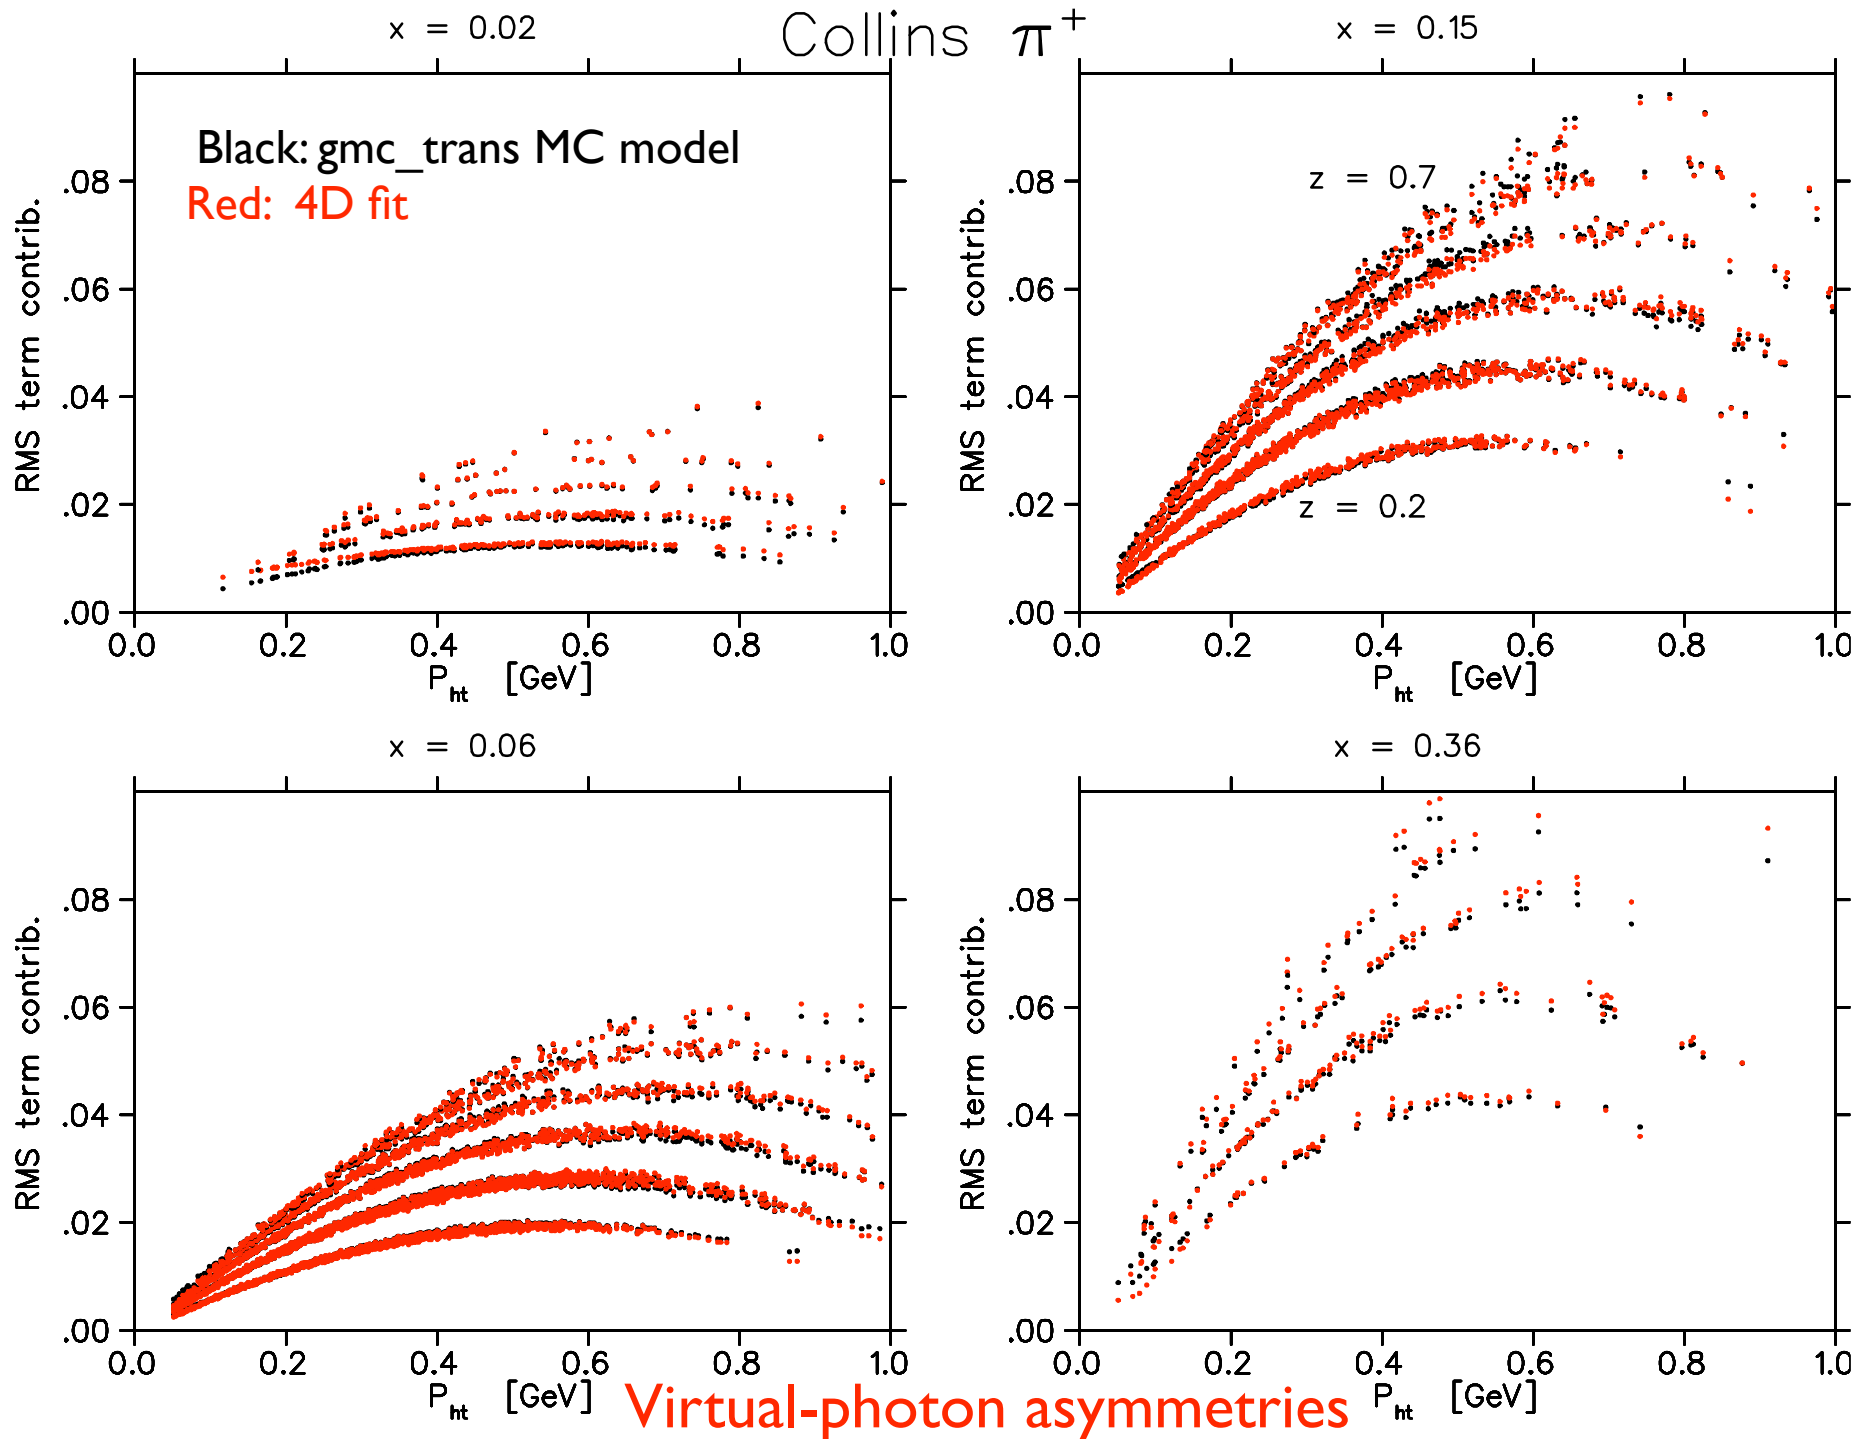 Collins π+
x = 0.02
Black: gmc_trans MC model
Red: 4D fit
RMS term contrib.
.08
.06
.04
.02
.00
0.0 0.2 0.4 0.6 0.8 1.0
Pht [GeV]
x = 0.15
z = 0.7
z = 0.2
RMS term contrib.
.08
.06
.04
.02
.00
0.0 0.2 0.4 0.6 0.8 1.0
Pht [GeV]
x = 0.06
RMS term contrib.
.08
.06
.04
.02
.00
0.0 0.2 0.4 0.6 0.8 1.0
Pht [GeV]
x = 0.36
RMS term contrib.
.08
.06
.04
.02
.00
0.0 0.2 0.4 0.6 0.8 1.0
Pht [GeV]
Virtual-photon asymmetries